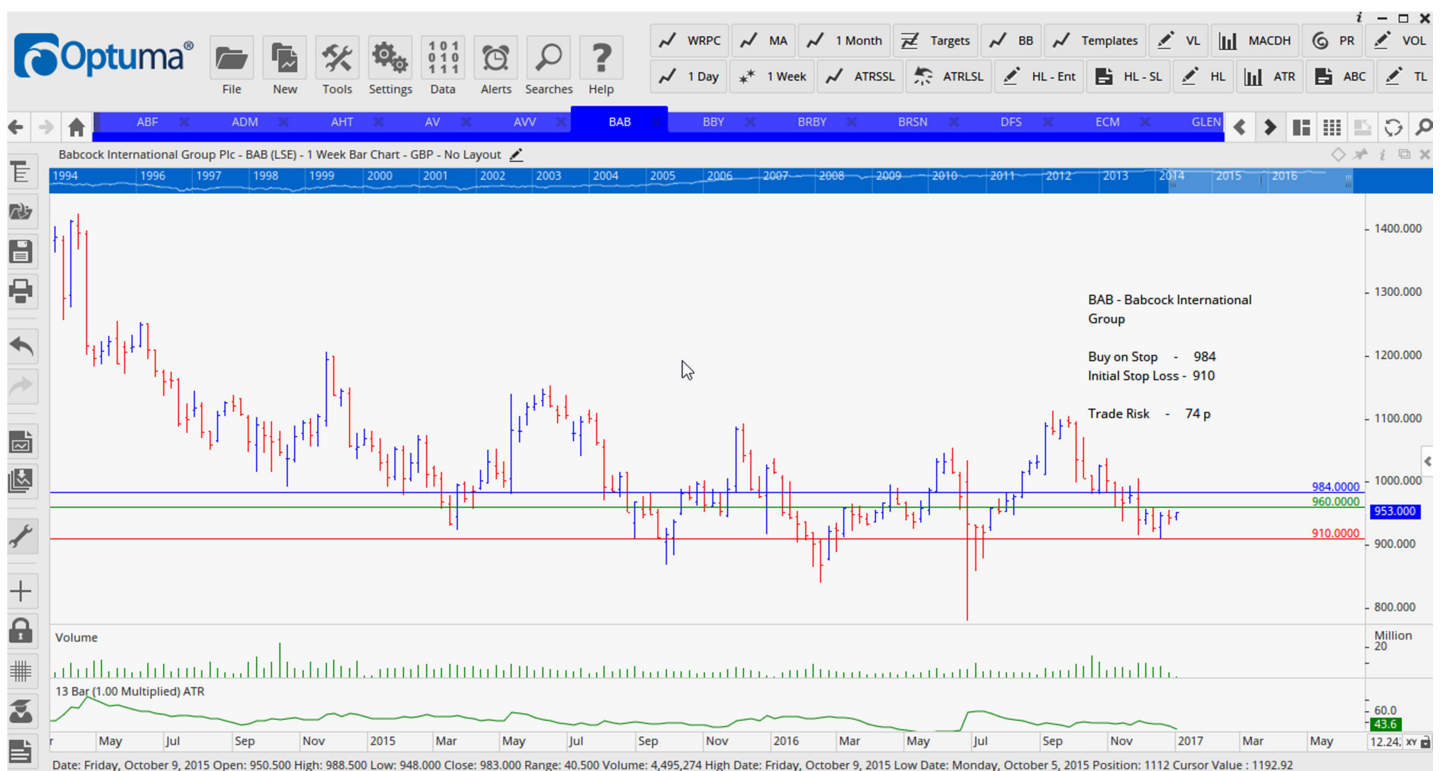 Optuma®
File
New
Tools
Settings
Data
Alerts
Searches
Help
WRPC
MA
1 Month
Targets
BB
Templates
VL
MACDH
PR
VOL
1 Day
1 Week
ATRSSL
ATRLSL
HL - Ent
HL - SL
HL
ATR
ABC
TL
ABF
ADM
AHT
AV
AVV
BAB
BBY
BRBY
BRSN
DFS
ECM
GLEN
Babcock International Group Plc - BAB (LSE) - 1 Week Bar Chart - GBP - No Layout
1994 1996 1997 1998 1999 2000 2001 2002 2003 2004 2005 2006 2007 2008 2009 2010 2011 2012 2013 2014 2015 2016
1400.000
1300.000
BAB - Babcock International
Group
Buy on Stop - 984
Initial Stop Loss - 910
Trade Risk - 74 p
1200.000
1100.000
1000.000
984.0000
960.0000
953.000
910.0000
900.000
800.000
Volume
Million
20
13 Bar (1.00 Multiplied) ATR
60.0
43.6
May Jul Sep Nov 2015 Mar May Jul Sep Nov 2016 Mar May Jul Sep Nov 2017 Mar May
XY
Date: Friday, October 9, 2015 Open: 950.500 High: 988.500 Low: 948.000 Close: 983.000 Range: 40.500 Volume: 4,495,274 High Date: Friday, October 9, 2015 Low Date: Monday, October 5, 2015 Position: 1112 Cursor Value : 1192.92